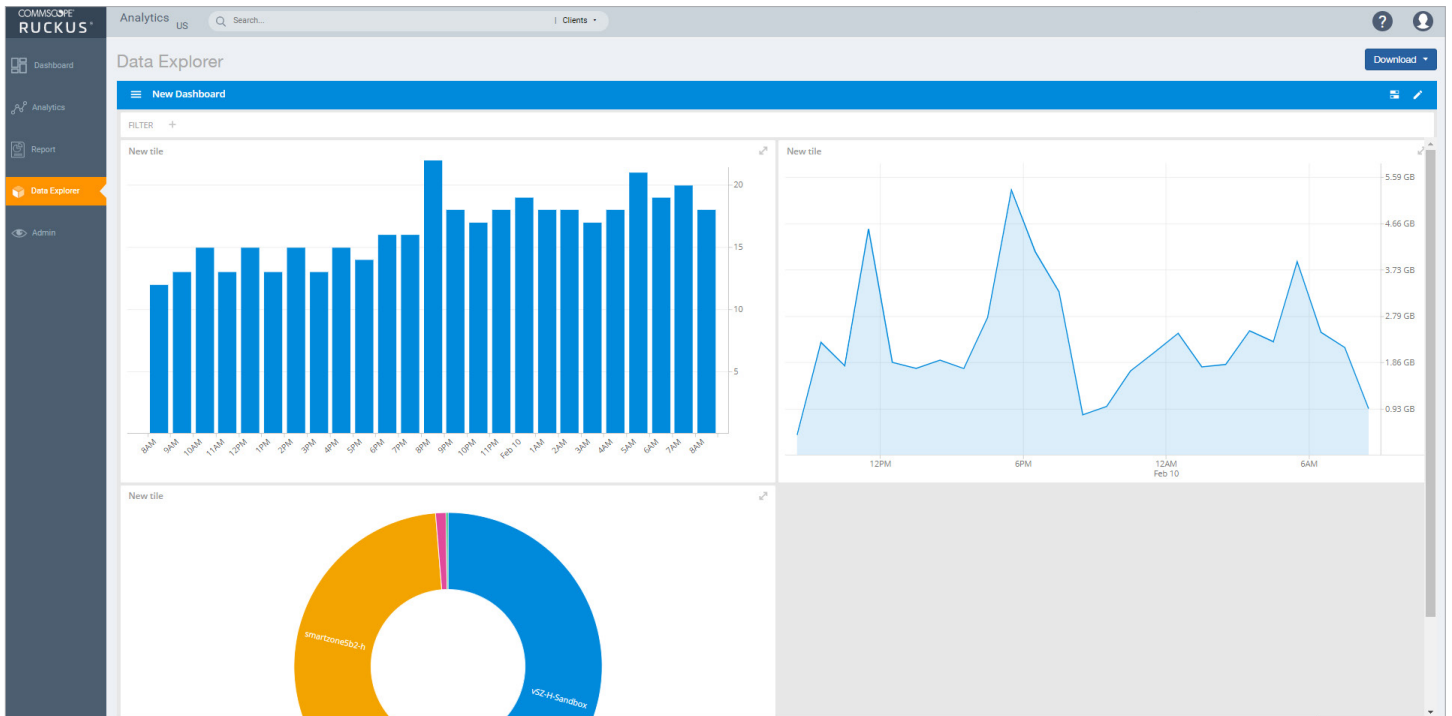 COMMSCOPE
RUCKUS®
Analytics US
Search...
| Clients
Dashboard
Analytics
Report
Data Explorer
Admin
Data Explorer
Download
New Dashboard
FILTER +
New tile
20
15
10
5
8AM 9AM 10AM 11AM 12PM 1PM 2PM 3PM 4PM 5PM 6PM 7PM 8PM 9PM 10PM 11PM Feb 10 1AM 2AM 3AM 4AM 5AM 6AM 7AM 8AM
New tile
5.59 GB
4.66 GB
3.73 GB
2.79 GB
1.86 GB
0.93 GB
12PM 6PM 12AM 6AM
Feb 10
New tile
smartzone5b2-h
vSZ-H-Sandbox